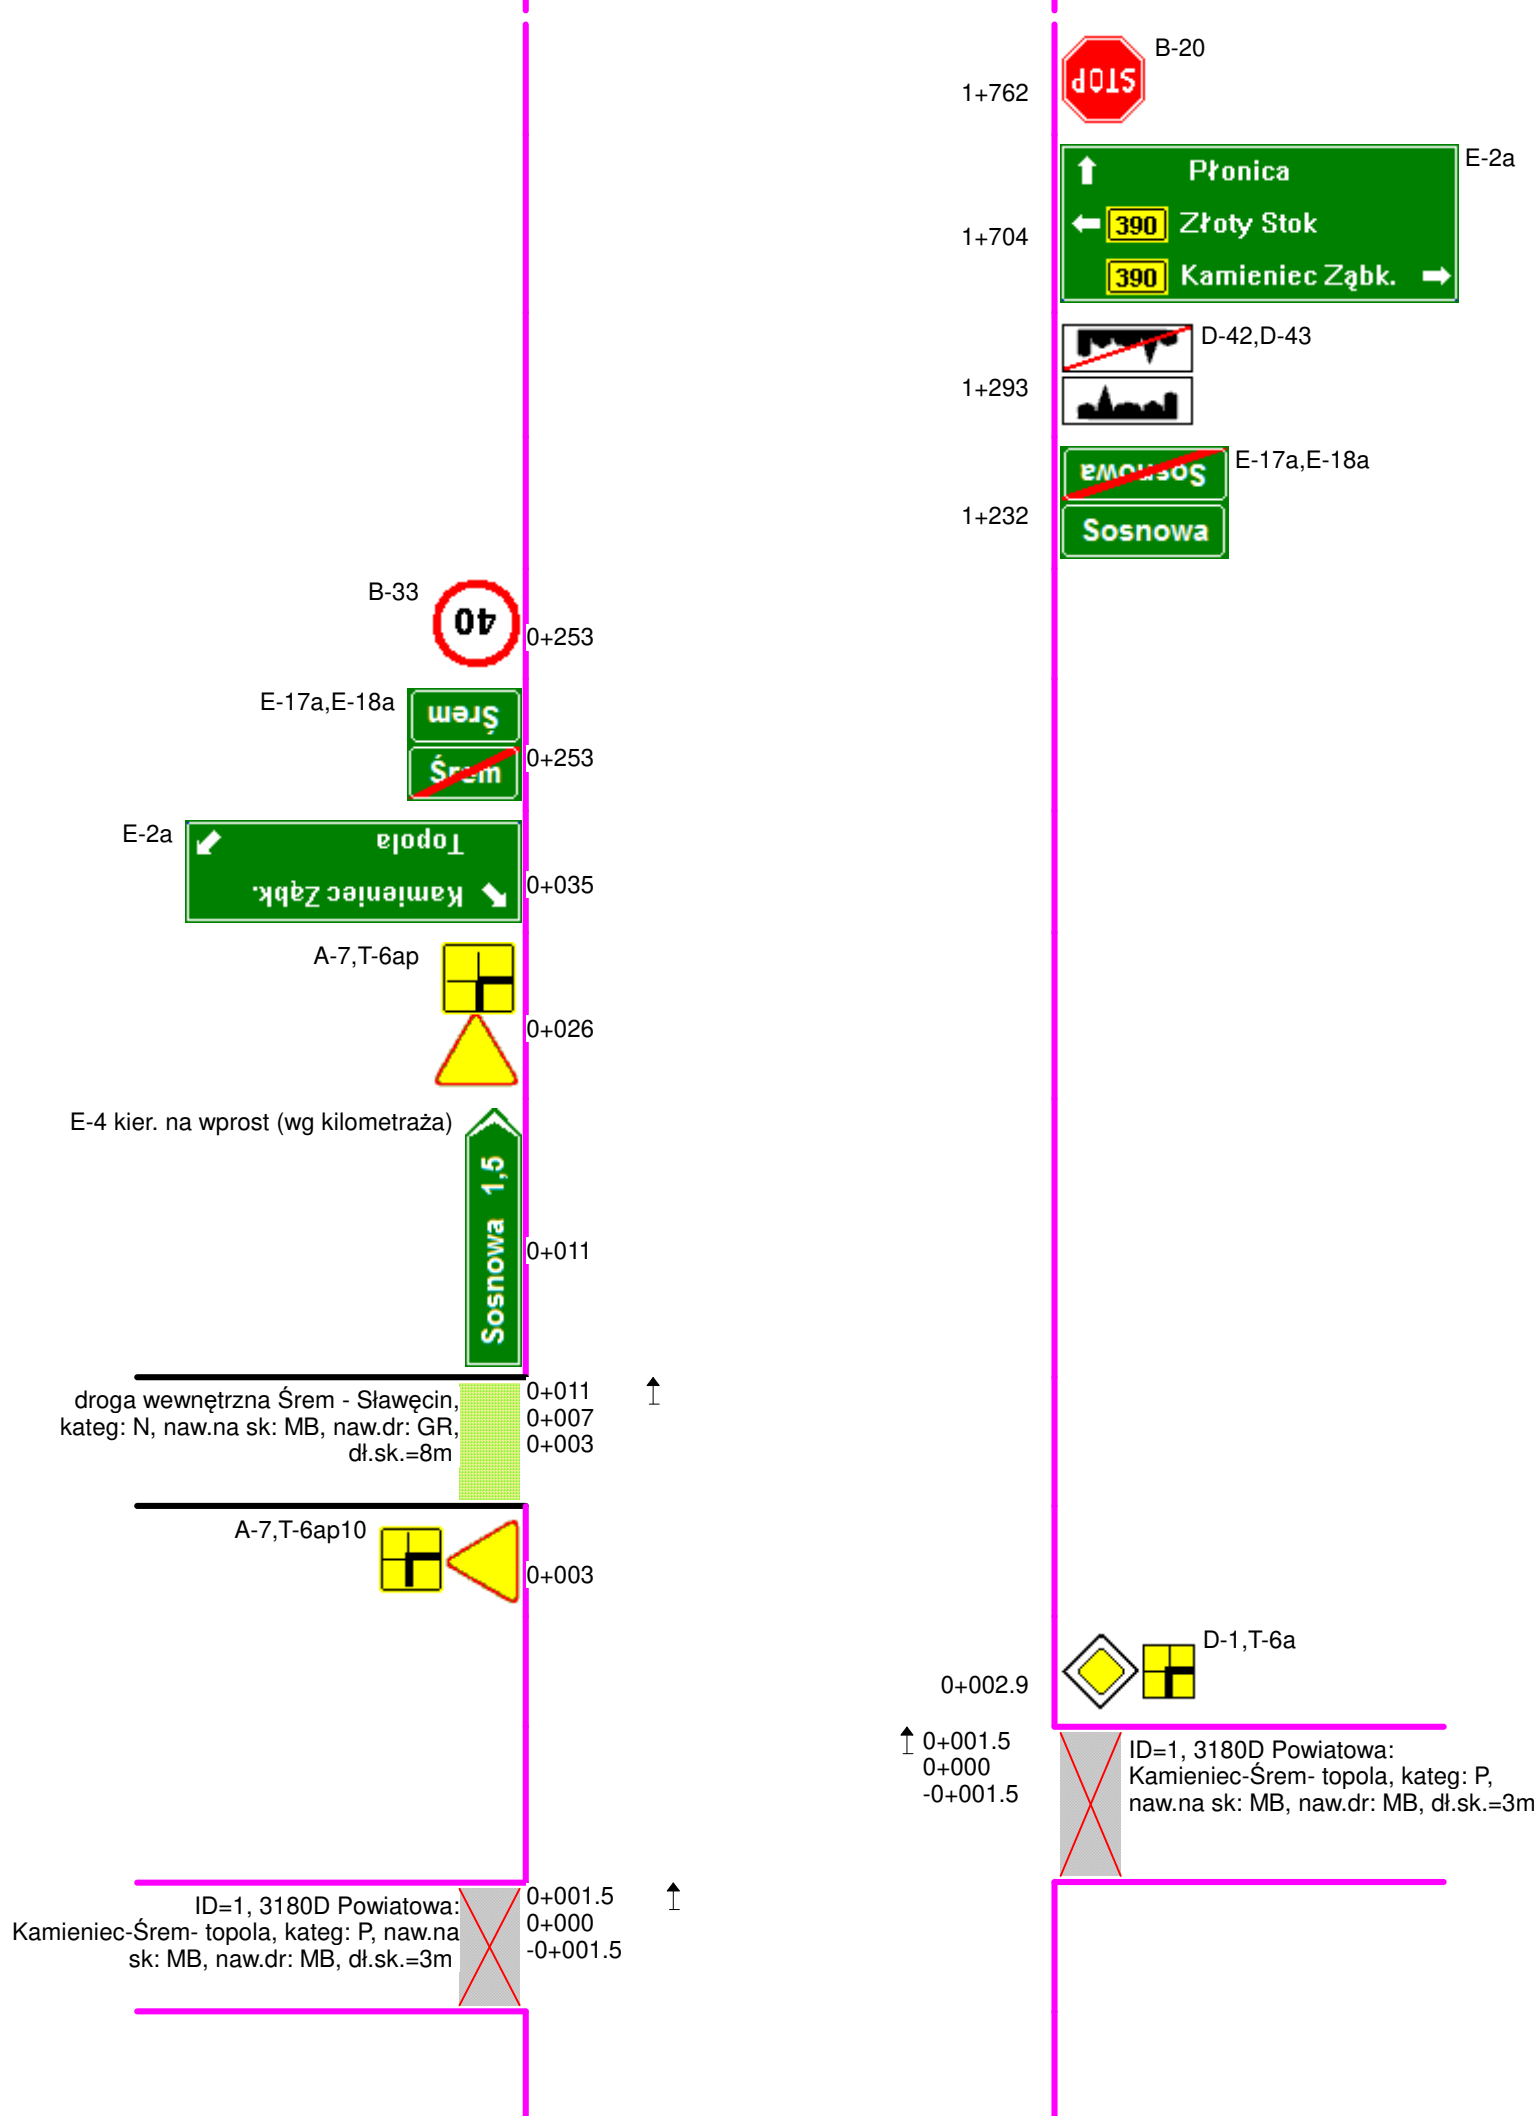 B-20
STOP
1+762
E-2a
Płonica
1+704
390 Złoty Stok
390 Kamieniec Ząbk.
D-42,D-43
1+293
E-17a,E-18a
Sosnowa
1+232
Sosnowa
B-33
40
0+253
E-17a,E-18a
Śrem
0+253
Śrem
E-2a
Topola
0+035
Kamieniec Ząbk.
A-7,T-6ap
0+026
E-4 kier. na wprost (wg kilometraża)
Sosnowa 1,5
0+011
droga wewnętrzna Śrem - Sławęcin,
kateg: N, naw.na sk: MB, naw.dr: GR,
dł.sk.=8m
0+011
0+007
0+003
A-7,T-6ap10
0+003
D-1,T-6a
0+002.9
0+001.5
0+000
-0+001.5
ID=1, 3180D Powiatowa:
Kamieniec-Śrem- topola, kateg: P,
naw.na sk: MB, naw.dr: MB, dł.sk.=3m
ID=1, 3180D Powiatowa:
Kamieniec-Śrem- topola, kateg: P, naw.na
sk: MB, naw.dr: MB, dł.sk.=3m
0+001.5
0+000
-0+001.5